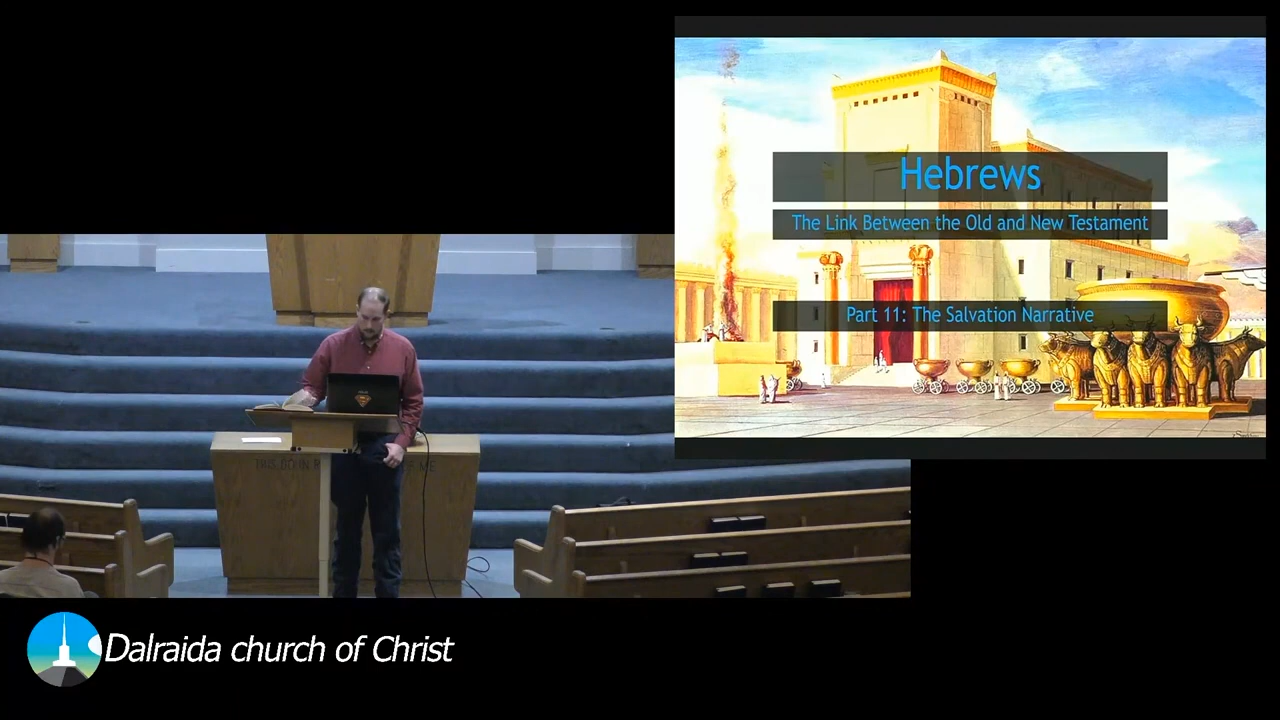 Hebrews
The Link Between the Old and New Testament
Part 11: The Salvation Narrative
Dalraida church of Christ